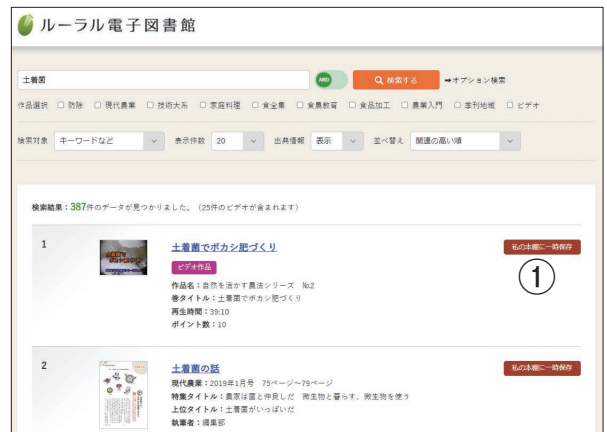 ルーラル電子図書館
土着菌 AND 検索する ➡オプション検索
作品選択 防除 現代農業 技術大系 家庭料理 食全集 食農教育 食品加工 農業入門 季刊地域 ビデオ
検索対象 キーワードなど 表示件数 20 出典情報 表示 並べ替え 関連の高い順
検索結果：387件のデータが見つかりました。（25件のビデオが含まれます）
1 土着菌でボカシ肥づくり 私の本棚に一時保存
ビデオ作品
①
作品名：自然を活かす農法シリーズ No.2
巻タイトル：土着菌でボカシ肥づくり
再生時間：39:10
ポイント数：10
2 土着菌の話 私の本棚に一時保存
現代農業：2019年1月号 75ページ～79ページ
特集タイトル：農家は菌と仲良しだ 微生物と暮らす、微生物を使う
上位タイトル：土着菌がいっぱいだ
執筆者：編集部